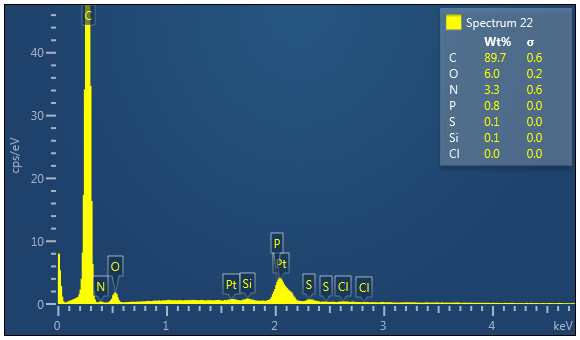 Spectrum 22
Wt% σ
C 89.7 0.6
O 6.0 0.2
N 3.3 0.6
P 0.8 0.0
S 0.1 0.0
Si 0.1 0.0
Cl 0.0 0.0
C
40
30
cps/eV
20
10
0
P
Pt
O
N
Pt Si S S Cl Cl
0 1 2 3 4 keV